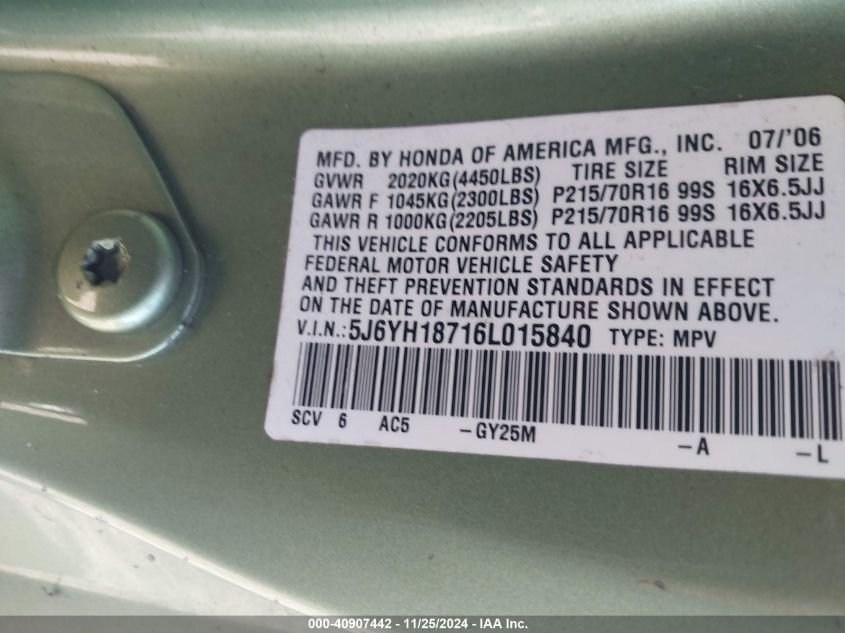 MFD. BY HONDA OF AMERICA MFG., INC. 07/'06
GVWR 2020KG(4450LBS) TIRE SIZE RIM SIZE
GAWR F 1045KG(2300LBS) P215/70R16 99S 16X6.5JJ
GAWR R 1000KG(2205LBS) P215/70R16 99S 16X6.5JJ
THIS VEHICLE CONFORMS TO ALL APPLICABLE
FEDERAL MOTOR VEHICLE SAFETY
AND THEFT PREVENTION STANDARDS IN EFFECT
ON THE DATE OF MANUFACTURE SHOWN ABOVE.
V.I.N.: 5J6YH18716L015840 TYPE: MPV
SCV 6 AC5 -GY25M -A -L
000-40907442 - 11/25/2024 - IAA Inc.